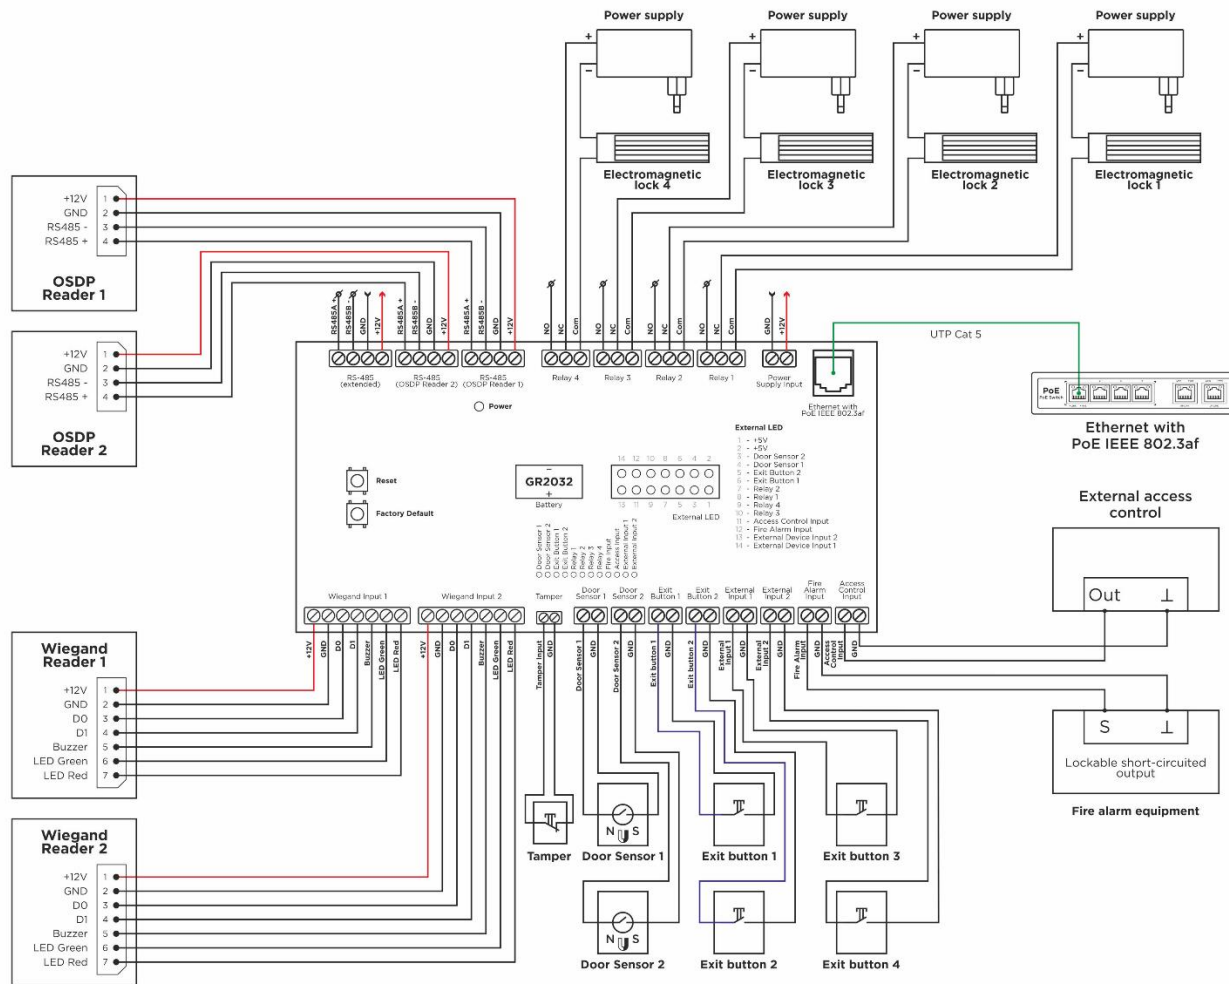 Power supply
Power supply
Power supply
Power supply
+
−
+
−
+
−
+
−
Electromagnetic
lock 4
Electromagnetic
lock 3
Electromagnetic
lock 2
Electromagnetic
lock 1
+12V 1
GND 2
RS485 - 3
RS485 + 4
OSDP
Reader 1
+12V 1
GND 2
RS485 - 3
RS485 + 4
OSDP
Reader 2
RS485A +
RS485B -
GND
+12V
RS485A +
RS485B -
GND
+12V
RS485A +
RS485B -
GND
+12V
NO
NC
Com
NO
NC
Com
NO
NC
Com
NO
NC
Com
GND
+12V
RS-485
(extended)
RS-485
(OSDP Reader 2)
RS-485
(OSDP Reader 1)
Relay 4
Relay 3
Relay 2
Relay 1
Power
Supply Input
Ethernet with
PoE IEEE 802.3af
UTP Cat 5
PoE
PoE Switch
Ethernet with
PoE IEEE 802.3af
Power
Reset
Factory Default
−
GR2032
+
Battery
14 12 10 8 6 4 2
13 11 9 7 5 3 1
External LED
External LED
1 - +5V
2 - +5V
3 - Door Sensor 2
4 - Door Sensor 1
5 - Exit Button 2
6 - Exit Button 1
7 - Relay 2
8 - Relay 1
9 - Relay 4
10 - Relay 3
11 - Access Control Input
12 - Fire Alarm Input
13 - External Device Input 2
14 - External Device Input 1
Door Sensor 1
Door Sensor 2
Exit Button 1
Exit Button 2
Relay 1
Relay 2
Relay 3
Relay 4
Fire Input
Access Input
External Input 1
External Input 2
Wiegand Input 1
Wiegand Input 2
Tamper
Door
Sensor 1
Door
Sensor 2
Exit
Button 1
Exit
Button 2
External
Input 1
External
Input 2
Fire
Alarm
Input
Access
Control
Input
+12V
GND
D0
D1
Buzzer
LED Green
LED Red
+12V
GND
D0
D1
Buzzer
LED Green
LED Red
Tamper Input
GND
Door Sensor 1
GND
Door Sensor 2
GND
Exit button 1
GND
Exit button 2
GND
External
Input 1
GND
External
Input 2
GND
Fire Alarm
Input
GND
Access
Control
Input
GND
External access
control
Out
S
Lockable short-circuited
output
Fire alarm equipment
Wiegand
Reader 1
+12V 1
GND 2
D0 3
D1 4
Buzzer 5
LED Green 6
LED Red 7
Wiegand
Reader 2
+12V 1
GND 2
D0 3
D1 4
Buzzer 5
LED Green 6
LED Red 7
Tamper
N S
Door Sensor 1
Exit button 1
Exit button 3
N S
Door Sensor 2
Exit button 2
Exit button 4